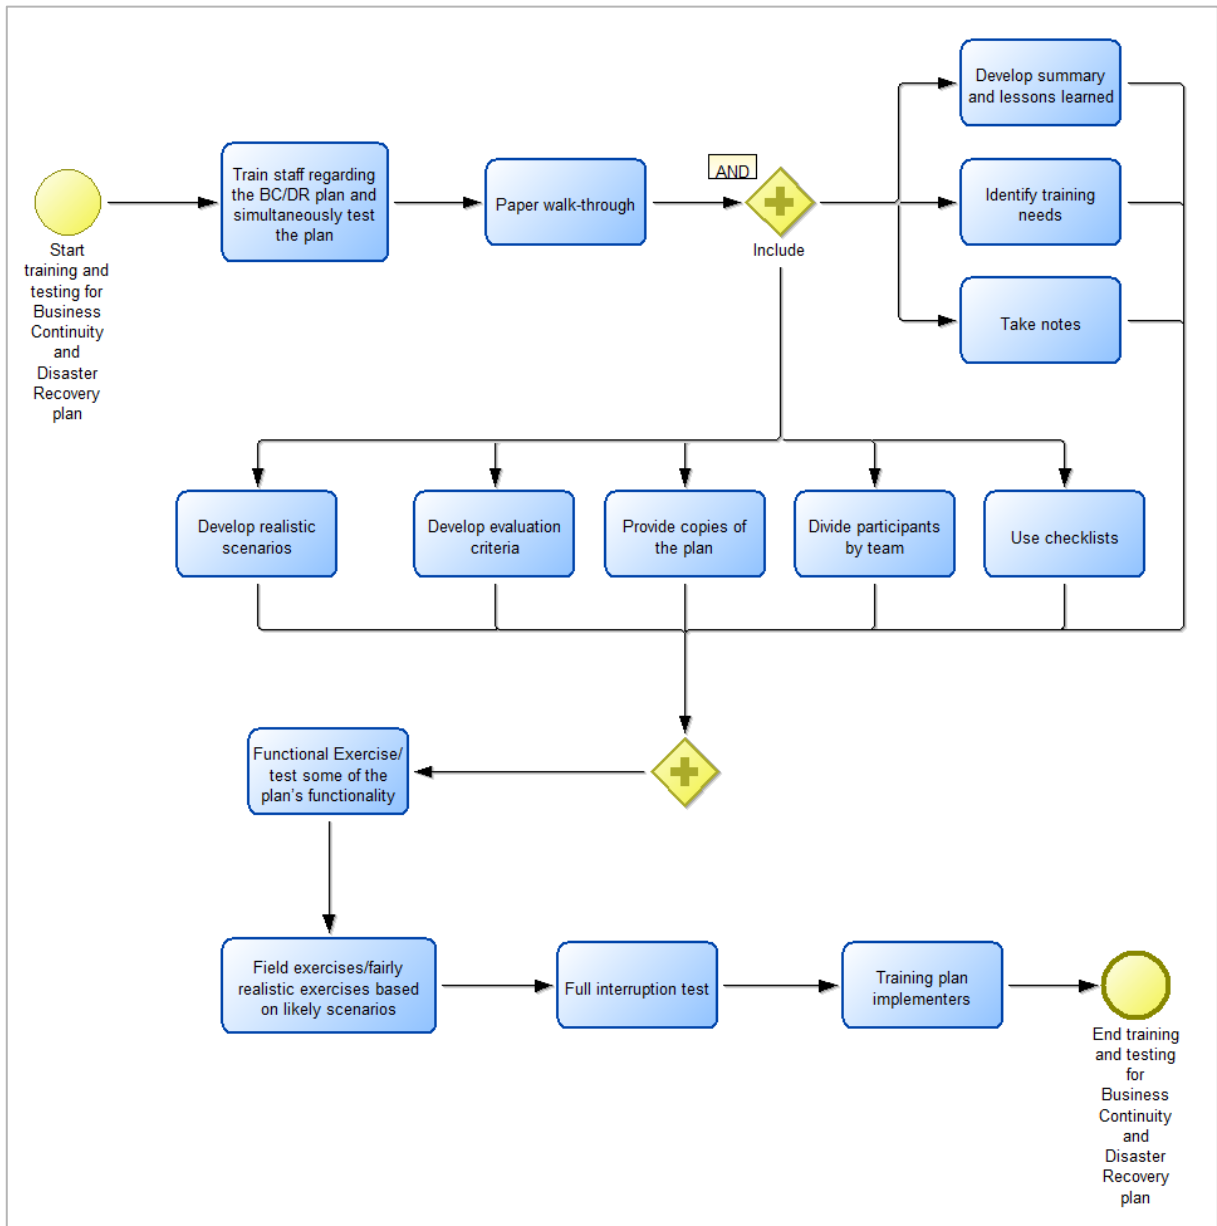 Develop summary
and lessons learned
Train staff regarding
the BC/DR plan and
simultaneously test
the plan
Paper walk-through
AND
Include
Identify training
needs
Take notes
Start
training and
testing for
Business
Continuity
and
Disaster
Recovery
plan
Develop realistic
scenarios
Develop evaluation
criteria
Provide copies of
the plan
Divide participants
by team
Use checklists
Functional Exercise/
test some of the
plan’s functionality
Field exercises/fairly
realistic exercises based
on likely scenarios
Full interruption test
Training plan
implementers
End training
and testing
for
Business
Continuity
and
Disaster
Recovery
plan